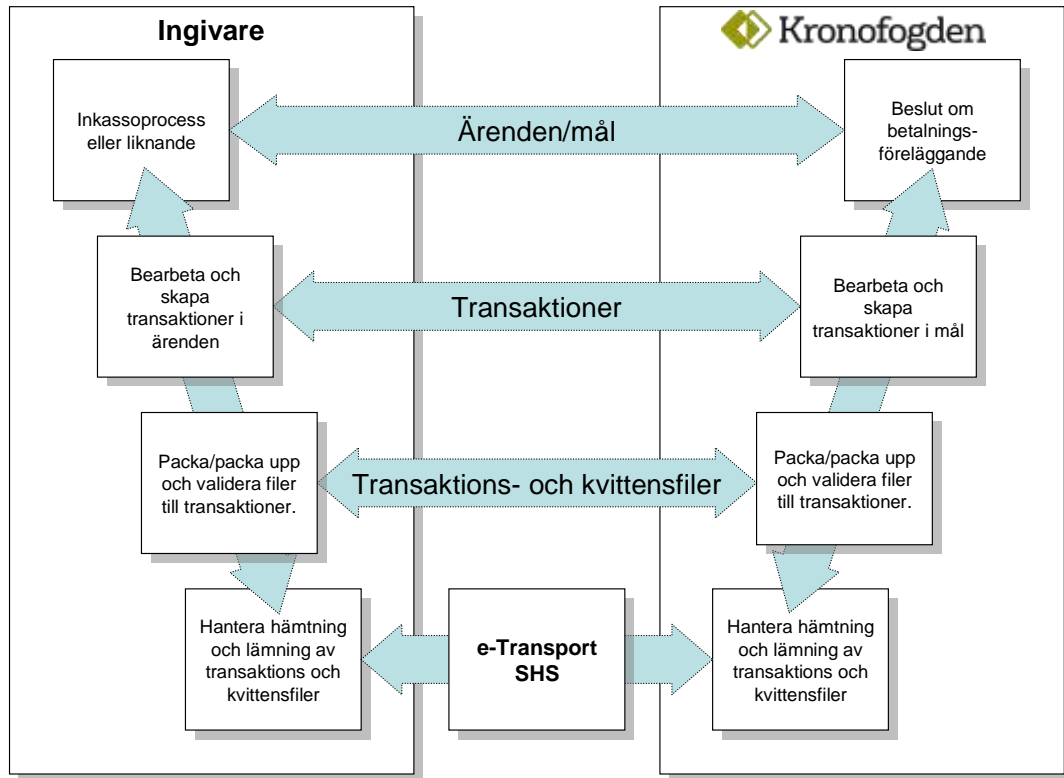 Ingivare
Kronofogden
Inkassoprocess
eller liknande
Ärenden/mål
Beslut om
betalnings-
föreläggande
Bearbeta och
skapa
transaktioner i
ärenden
Transaktioner
Bearbeta och
skapa
transaktioner i mål
Packa/packa upp
och validera filer
till transaktioner.
Transaktions- och kvittensfiler
Packa/packa upp
och validera filer
till transaktioner.
Hantera hämtning
och lämning av
transaktions och
kvittensfiler
e-Transport
SHS
Hantera hämtning
och lämning av
transaktions och
kvittensfiler